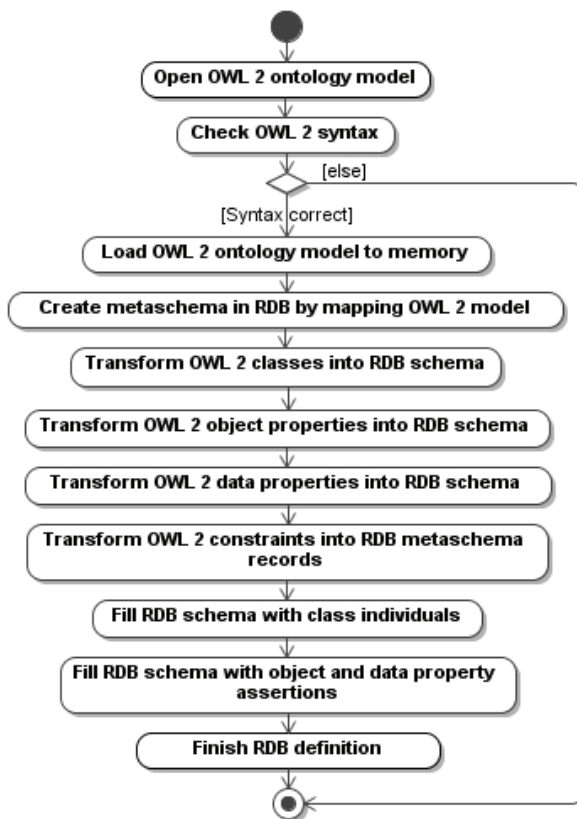 Open OWL 2 ontology model
Check OWL 2 syntax
[else]
[Syntax correct]
Load OWL 2 ontology model to memory
Create metaschema in RDB by mapping OWL 2 model
Transform OWL 2 classes into RDB schema
Transform OWL 2 object properties into RDB schema
Transform OWL 2 data properties into RDB schema
Transform OWL 2 constraints into RDB metaschema
records
Fill RDB schema with class individuals
Fill RDB schema with object and data property
assertions
Finish RDB definition